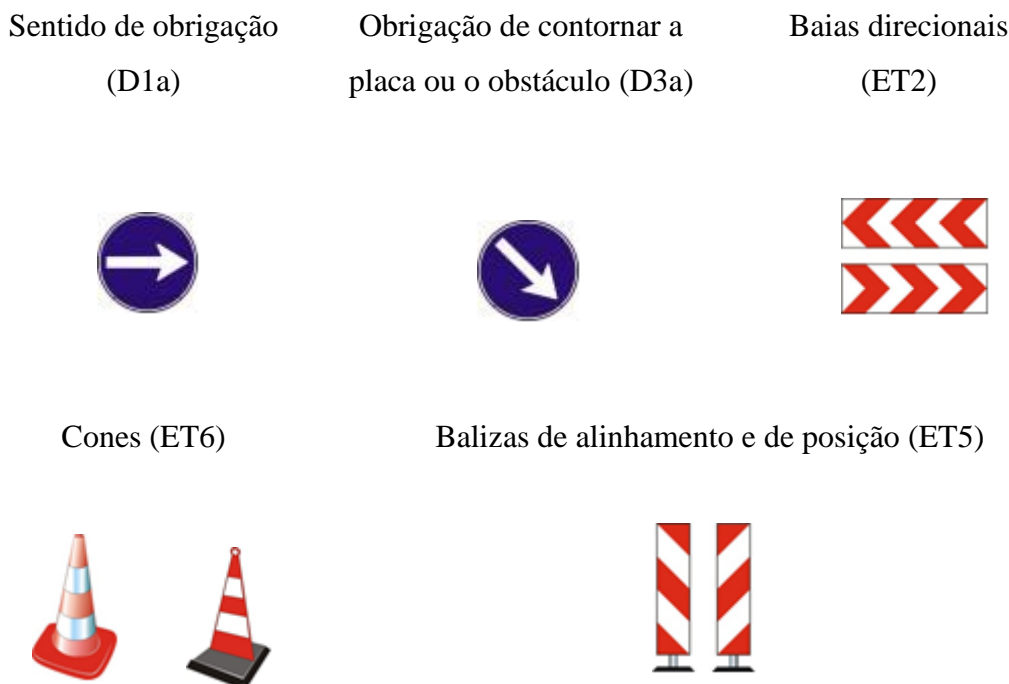 Sentido de obrigação
(D1a)
Obrigação de contornar a
placa ou o obstáculo (D3a)
Baias direcionais
(ET2)
Cones (ET6)
Balizas de alinhamento e de posição (ET5)